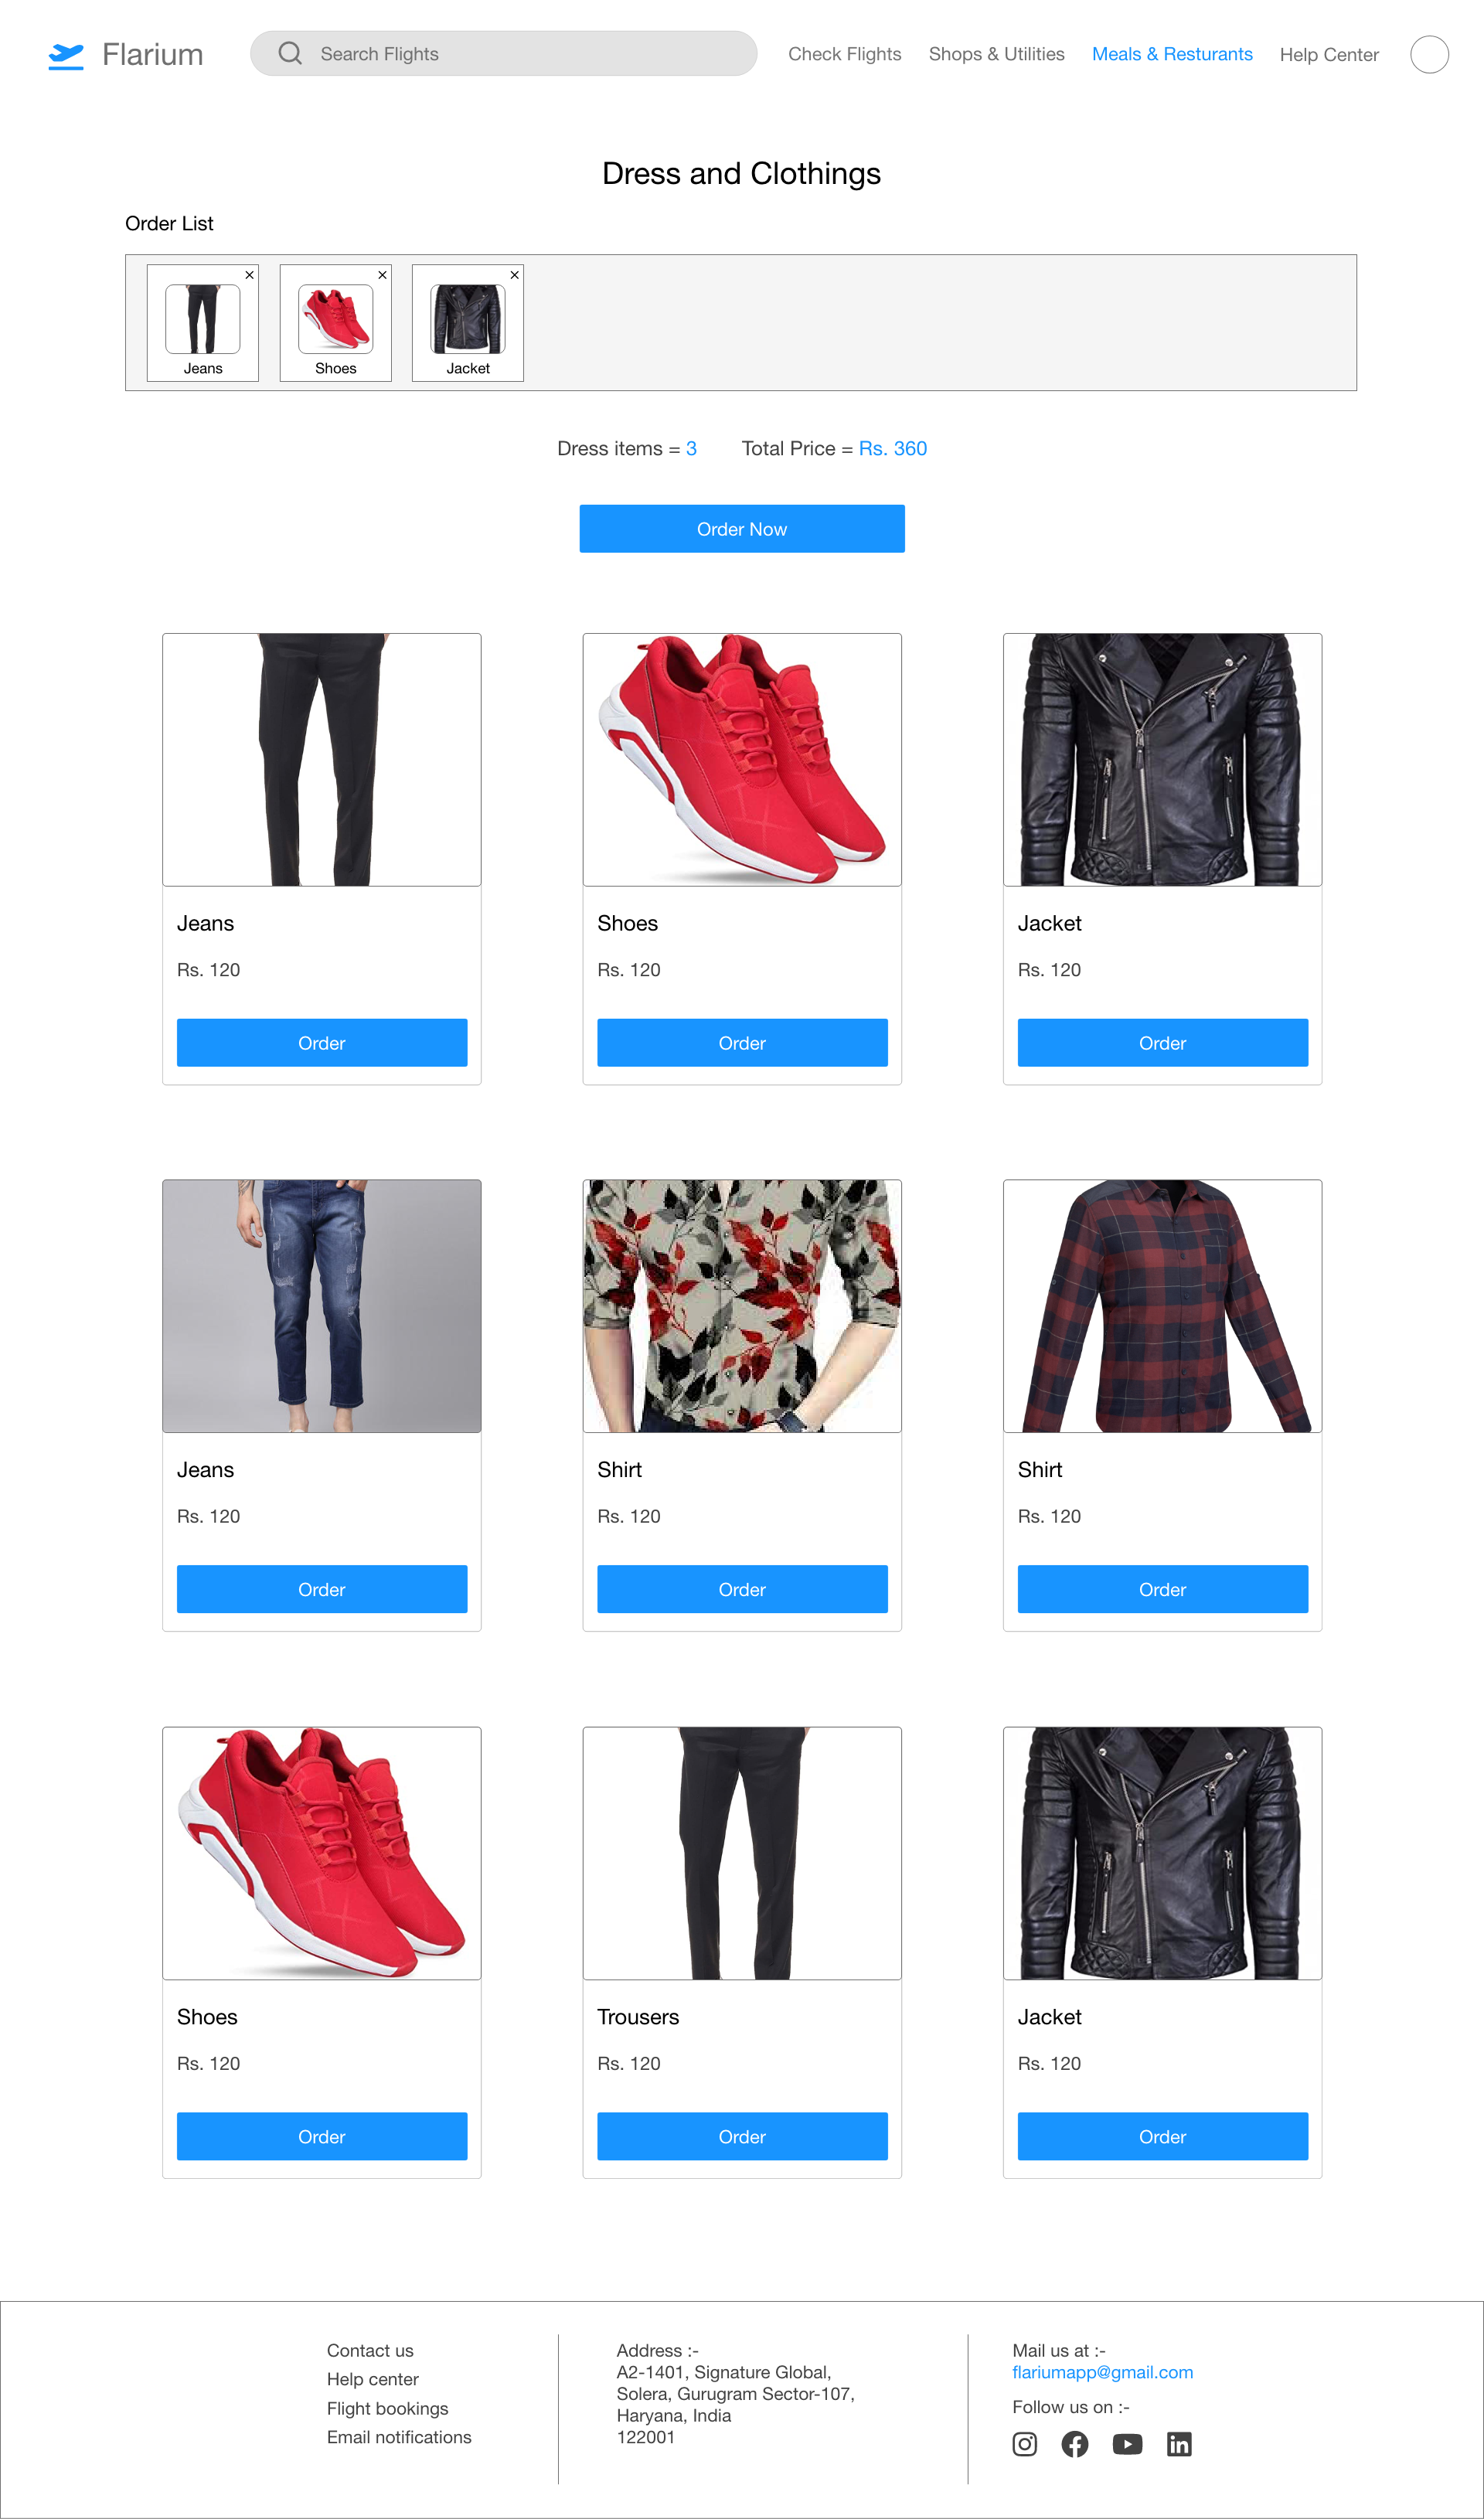 Flarium
Search Flights
Check Flights
Shops & Utilities
Meals & Resturants
Help Center
Dress and Clothings
Order List
Jeans
Shoes
Jacket
Dress items = 3
Total Price = Rs. 360
Order Now
Jeans
Rs. 120
Order
Shoes
Rs. 120
Order
Jacket
Rs. 120
Order
Jeans
Rs. 120
Order
Shirt
Rs. 120
Order
Shirt
Rs. 120
Order
Shoes
Rs. 120
Order
Trousers
Rs. 120
Order
Jacket
Rs. 120
Order
Contact us
Help center
Flight bookings
Email notifications
Address :-
A2-1401, Signature Global,
Solera, Gurugram Sector-107,
Haryana, India
122001
Mail us at :-
flariumapp@gmail.com
Follow us on :-